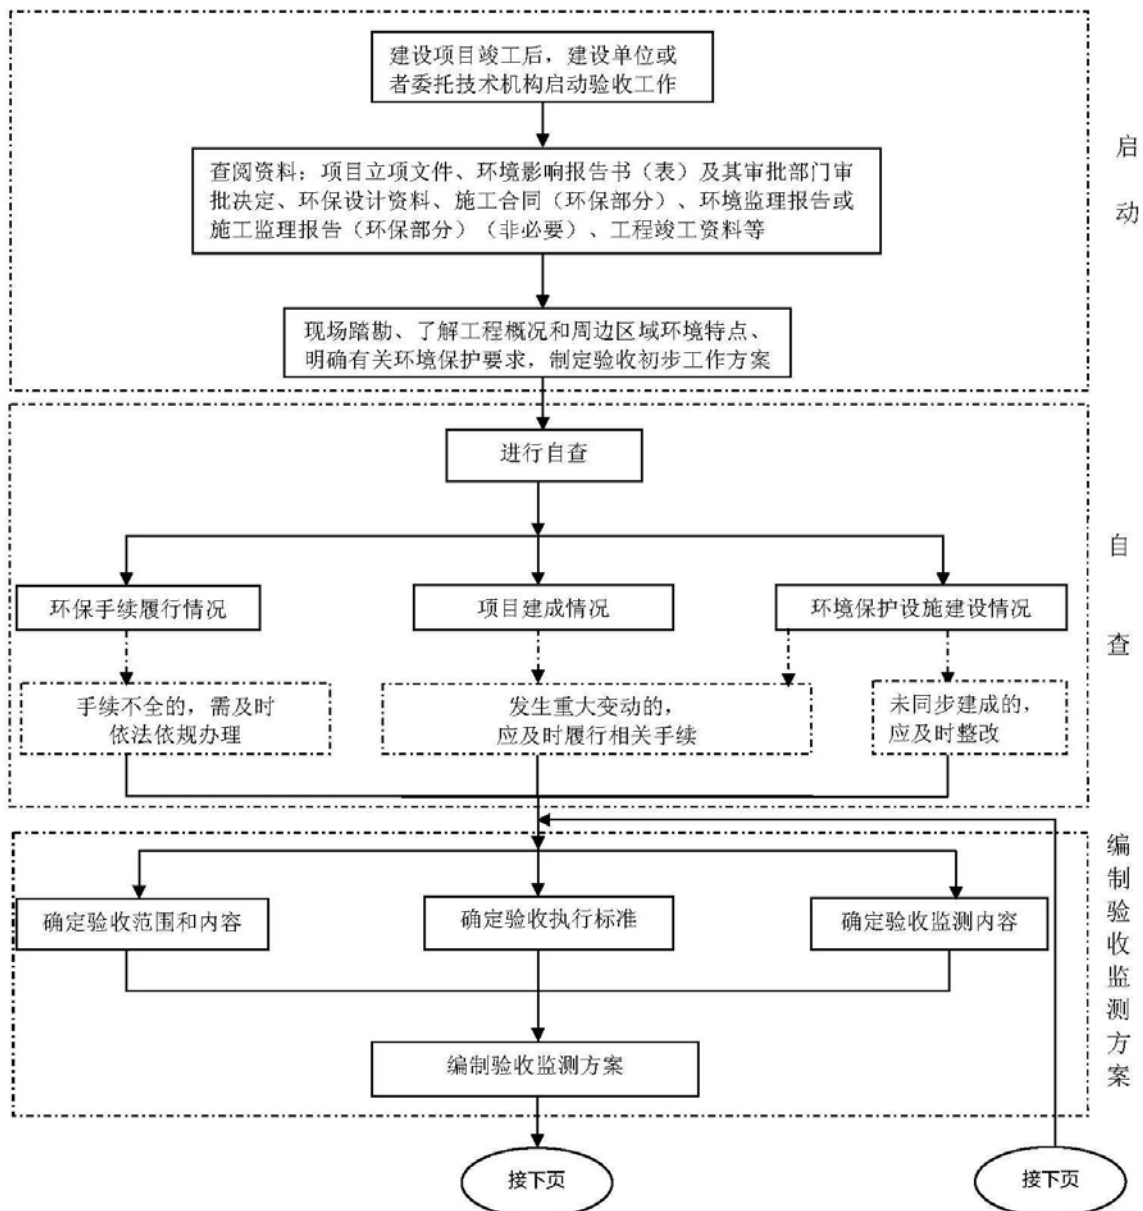 建设项目竣工后，建设单位或
者委托技术机构启动验收工作
查阅资料：项目立项文件、环境影响报告书（表）及其审批部门审
批决定、环保设计资料、施工合同（环保部分）、环境监理报告或
施工监理报告（环保部分）（非必要）、工程竣工资料等
现场踏勘、了解工程概况和周边区域环境特点、
明确有关环境保护要求，制定验收初步工作方案
启动
进行自查
环保手续履行情况
项目建成情况
环境保护设施建设情况
手续不全的，需及时
依法依规办理
发生重大变动的，
应及时履行相关手续
未同步建成的，
应及时整改
自查
确定验收范围和内容
确定验收执行标准
确定验收监测内容
编制验收监测方案
编制验收监测方案
接下页
接下页